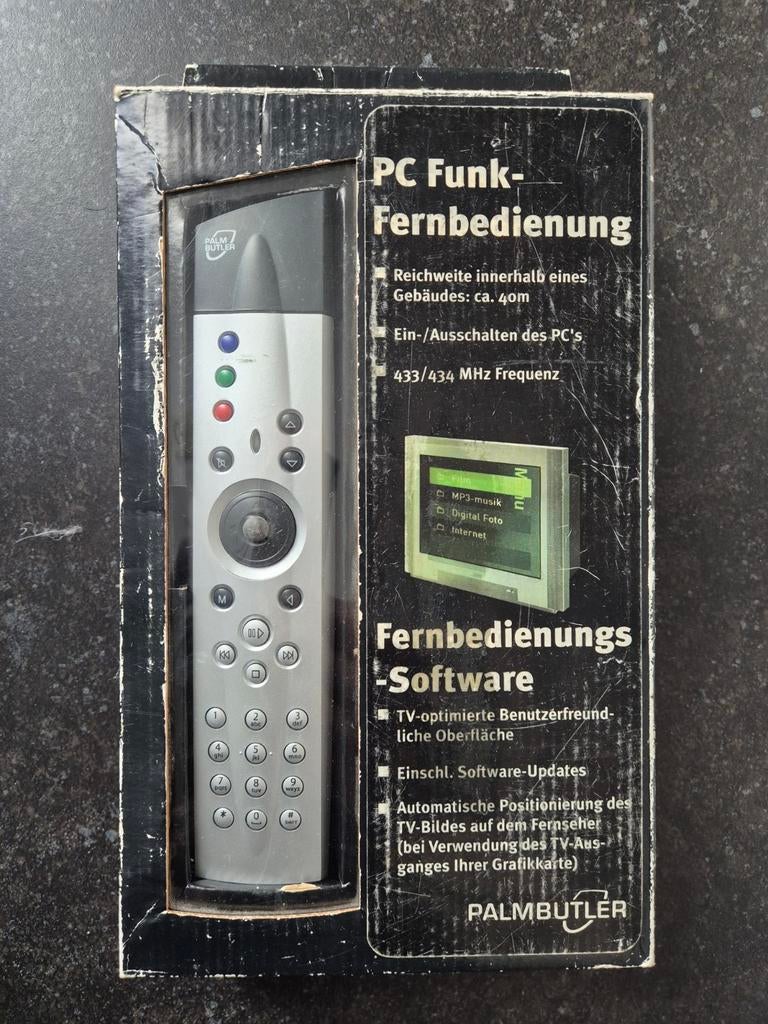 PC Funk-
Fernbedienung
Reichweite innerhalb eines
Gebäudes: ca. 40m
Ein-/Ausschalten des PC's
433/434 MHz Frequenz
Menu
Film
MP3-musik
Digital Foto
Internet
Fernbedienungs
-Software
TV-optimierte Benutzerfreund-
liche Oberfläche
Einschl. Software-Updates
Automatische Positionierung des
TV-Bildes auf dem Fernseher
(bei Verwendung des TV-Aus-
ganges Ihrer Grafikkarte)
PALMBUTLER
PALM
BUTLER
M
1 2 abc 3 def
4 ghi 5 jkl 6 mno
7 pqrs 8 tuv 9 wxyz
* 0 #